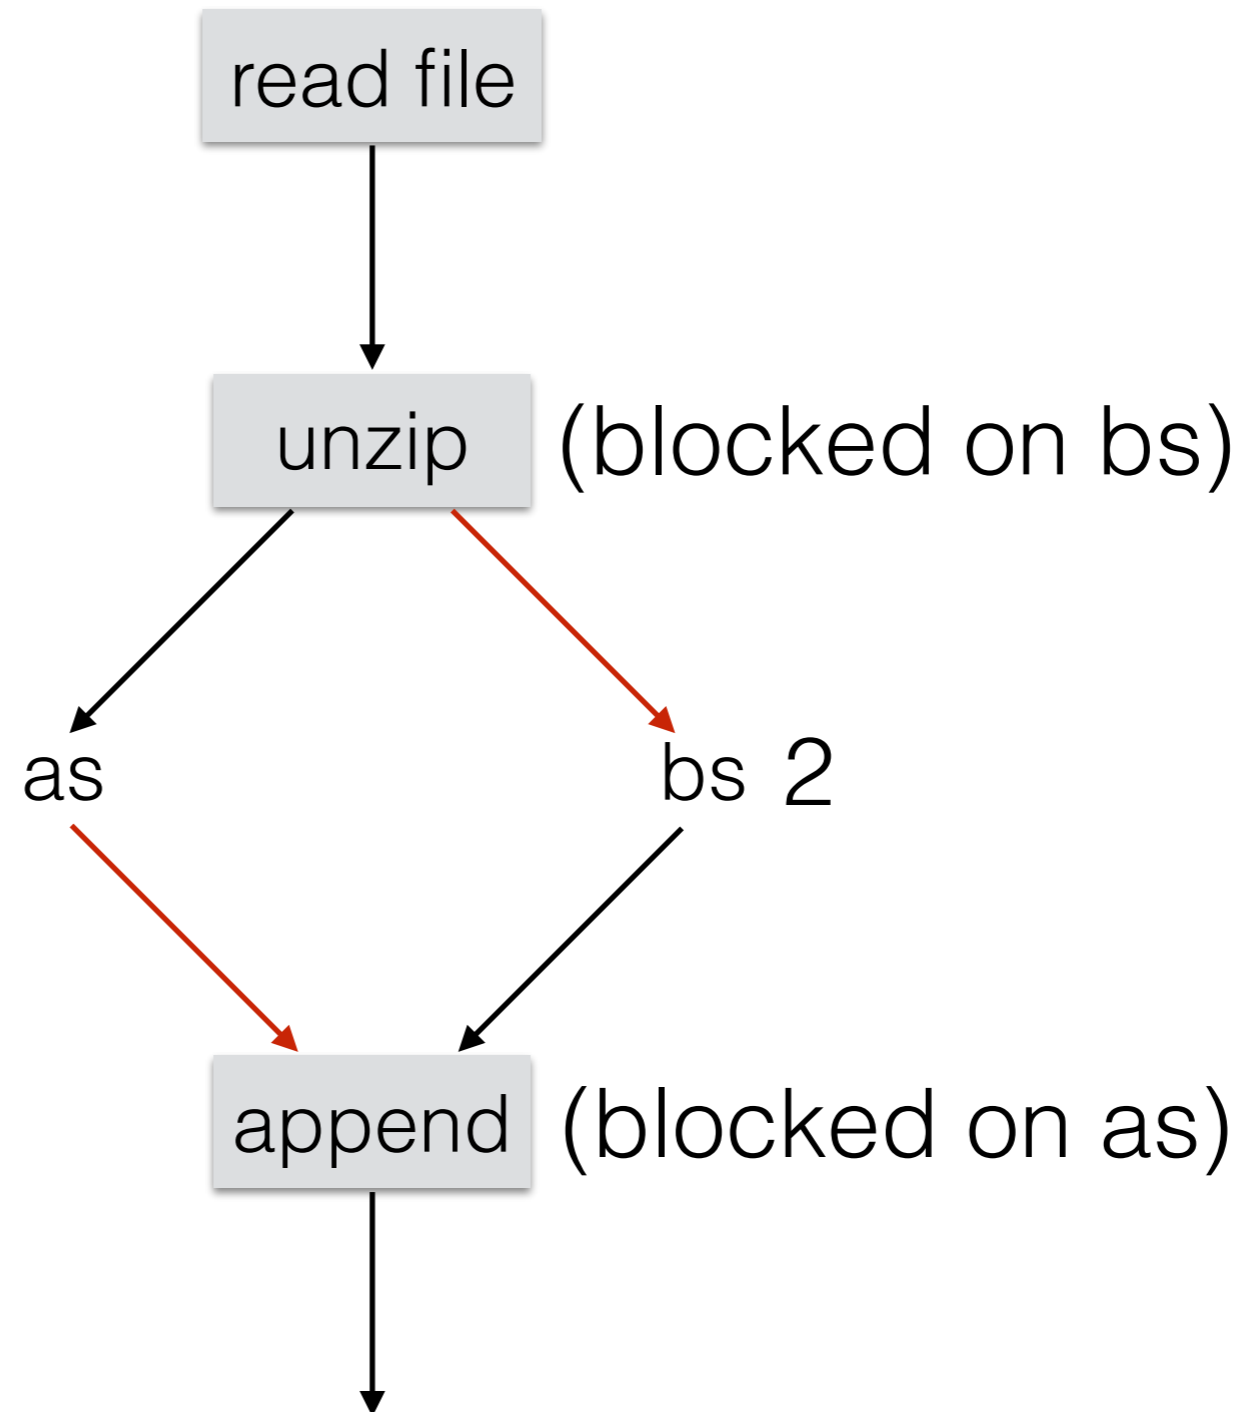 read file
unzip (blocked on bs)
as
bs 2
append (blocked on as)